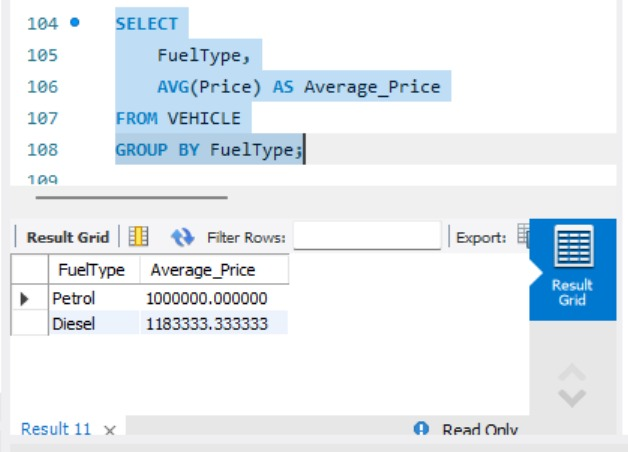 104 SELECT
105 FuelType,
106 AVG(Price) AS Average_Price
107 FROM VEHICLE
108 GROUP BY FuelType;
109
Result Grid Filter Rows: Export:
FuelType Average_Price
Petrol 1000000.000000
Diesel 1183333.333333
Result
Grid
Result 11 × Read Only